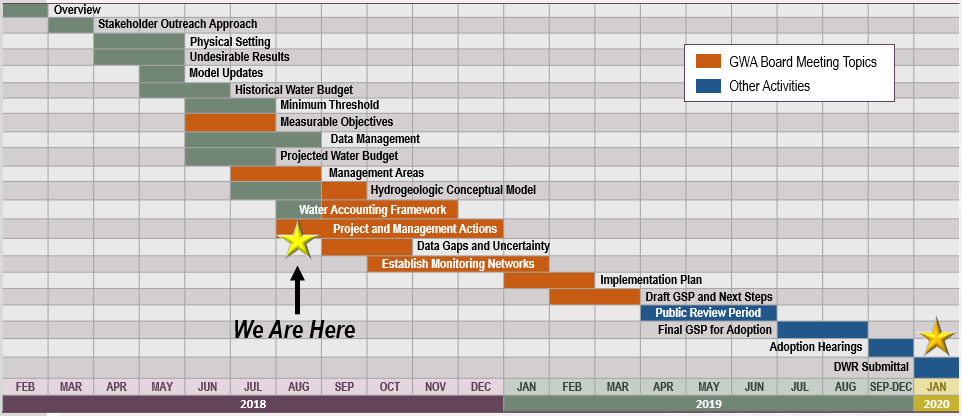 Overview
Stakeholder Outreach Approach
Physical Setting
Undesirable Results
Model Updates
Historical Water Budget
Minimum Threshold
Measurable Objectives
Data Management
Projected Water Budget
Management Areas
Hydrogeologic Conceptual Model
Water Accounting Framework
Project and Management Actions
Data Gaps and Uncertainty
Establish Monitoring Networks
Implementation Plan
Draft GSP and Next Steps
Public Review Period
Final GSP for Adoption
Adoption Hearings
DWR Submittal
GWA Board Meeting Topics
Other Activities
We Are Here
FEB MAR APR MAY JUN JUL AUG SEP OCT NOV DEC JAN FEB MAR APR MAY JUN JUL AUG SEP-DEC JAN
2018 2019 2020